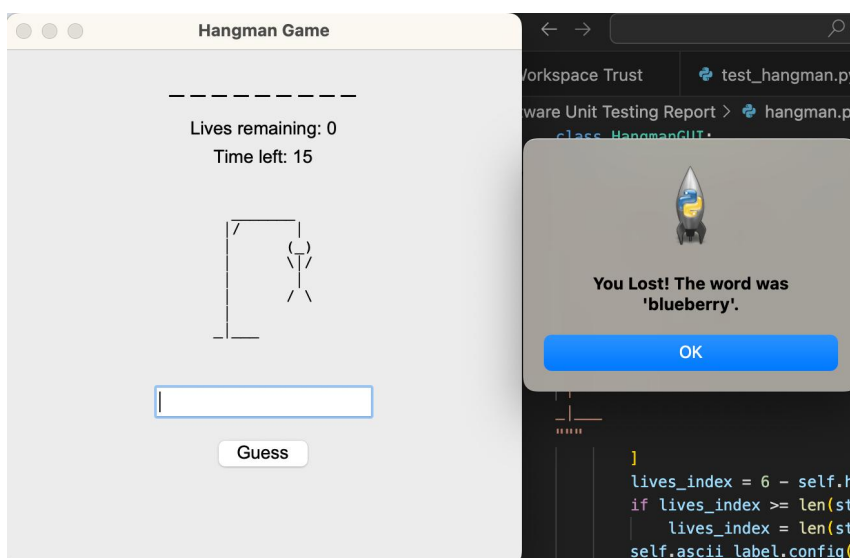 Hangman Game
_ _ _ _ _ _ _ _ _
Lives remaining: 0
Time left: 15
Guess
Workspace Trust
test_hangman.py
tware Unit Testing Report > hangman.p
class HangmanGUI:
You Lost! The word was
'blueberry'.
OK
"""
]
lives_index = 6 - self.h
if lives_index >= len(st
lives_index = len(st
self.ascii_label.config(